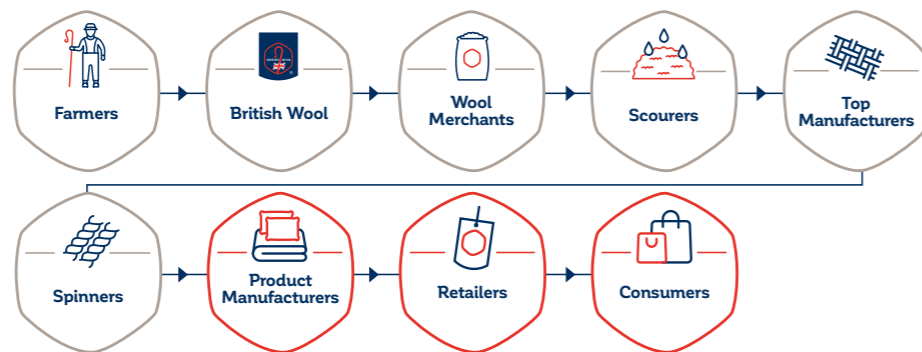 Farmers
British Wool
Wool
Merchants
Scourers
Top
Manufacturers
Spinners
Product
Manufacturers
Retailers
Consumers